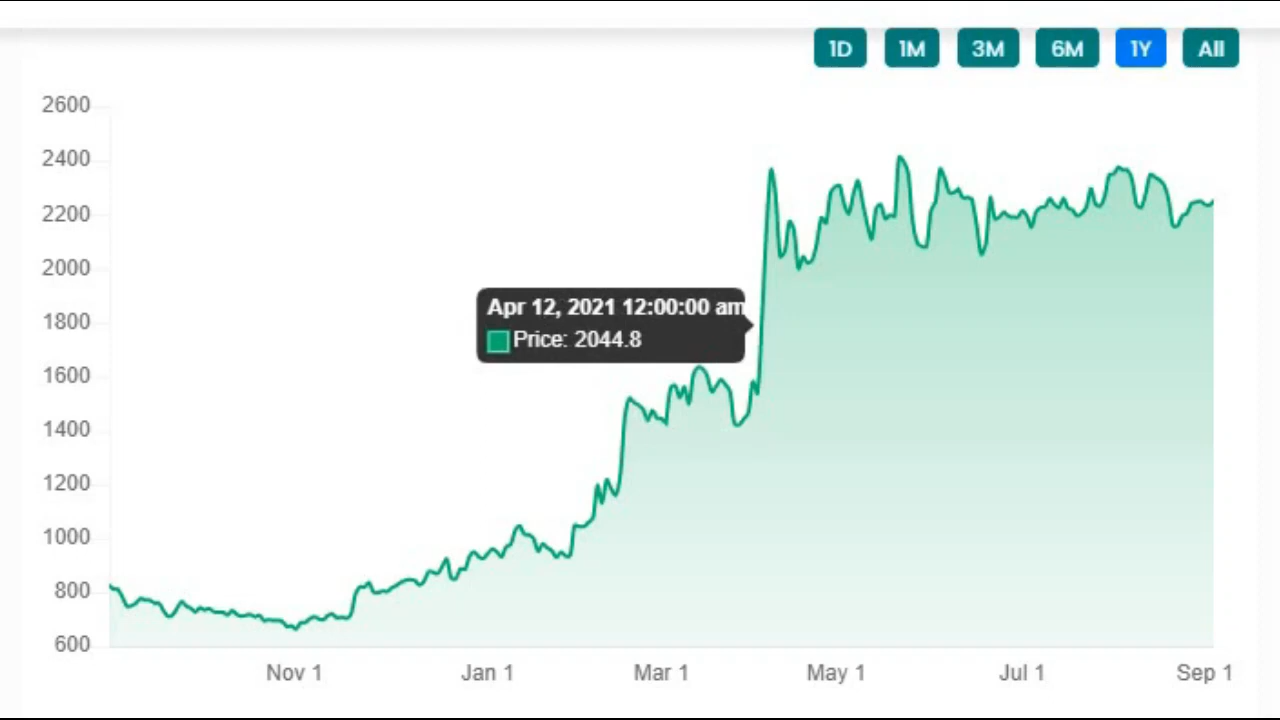 1D 1M 3M 6M 1Y All
2600
2400
2200
2000
1800
1600
1400
1200
1000
800
600
Apr 12, 2021 12:00:00 am
Price: 2044.8
Nov 1 Jan 1 Mar 1 May 1 Jul 1 Sep 1